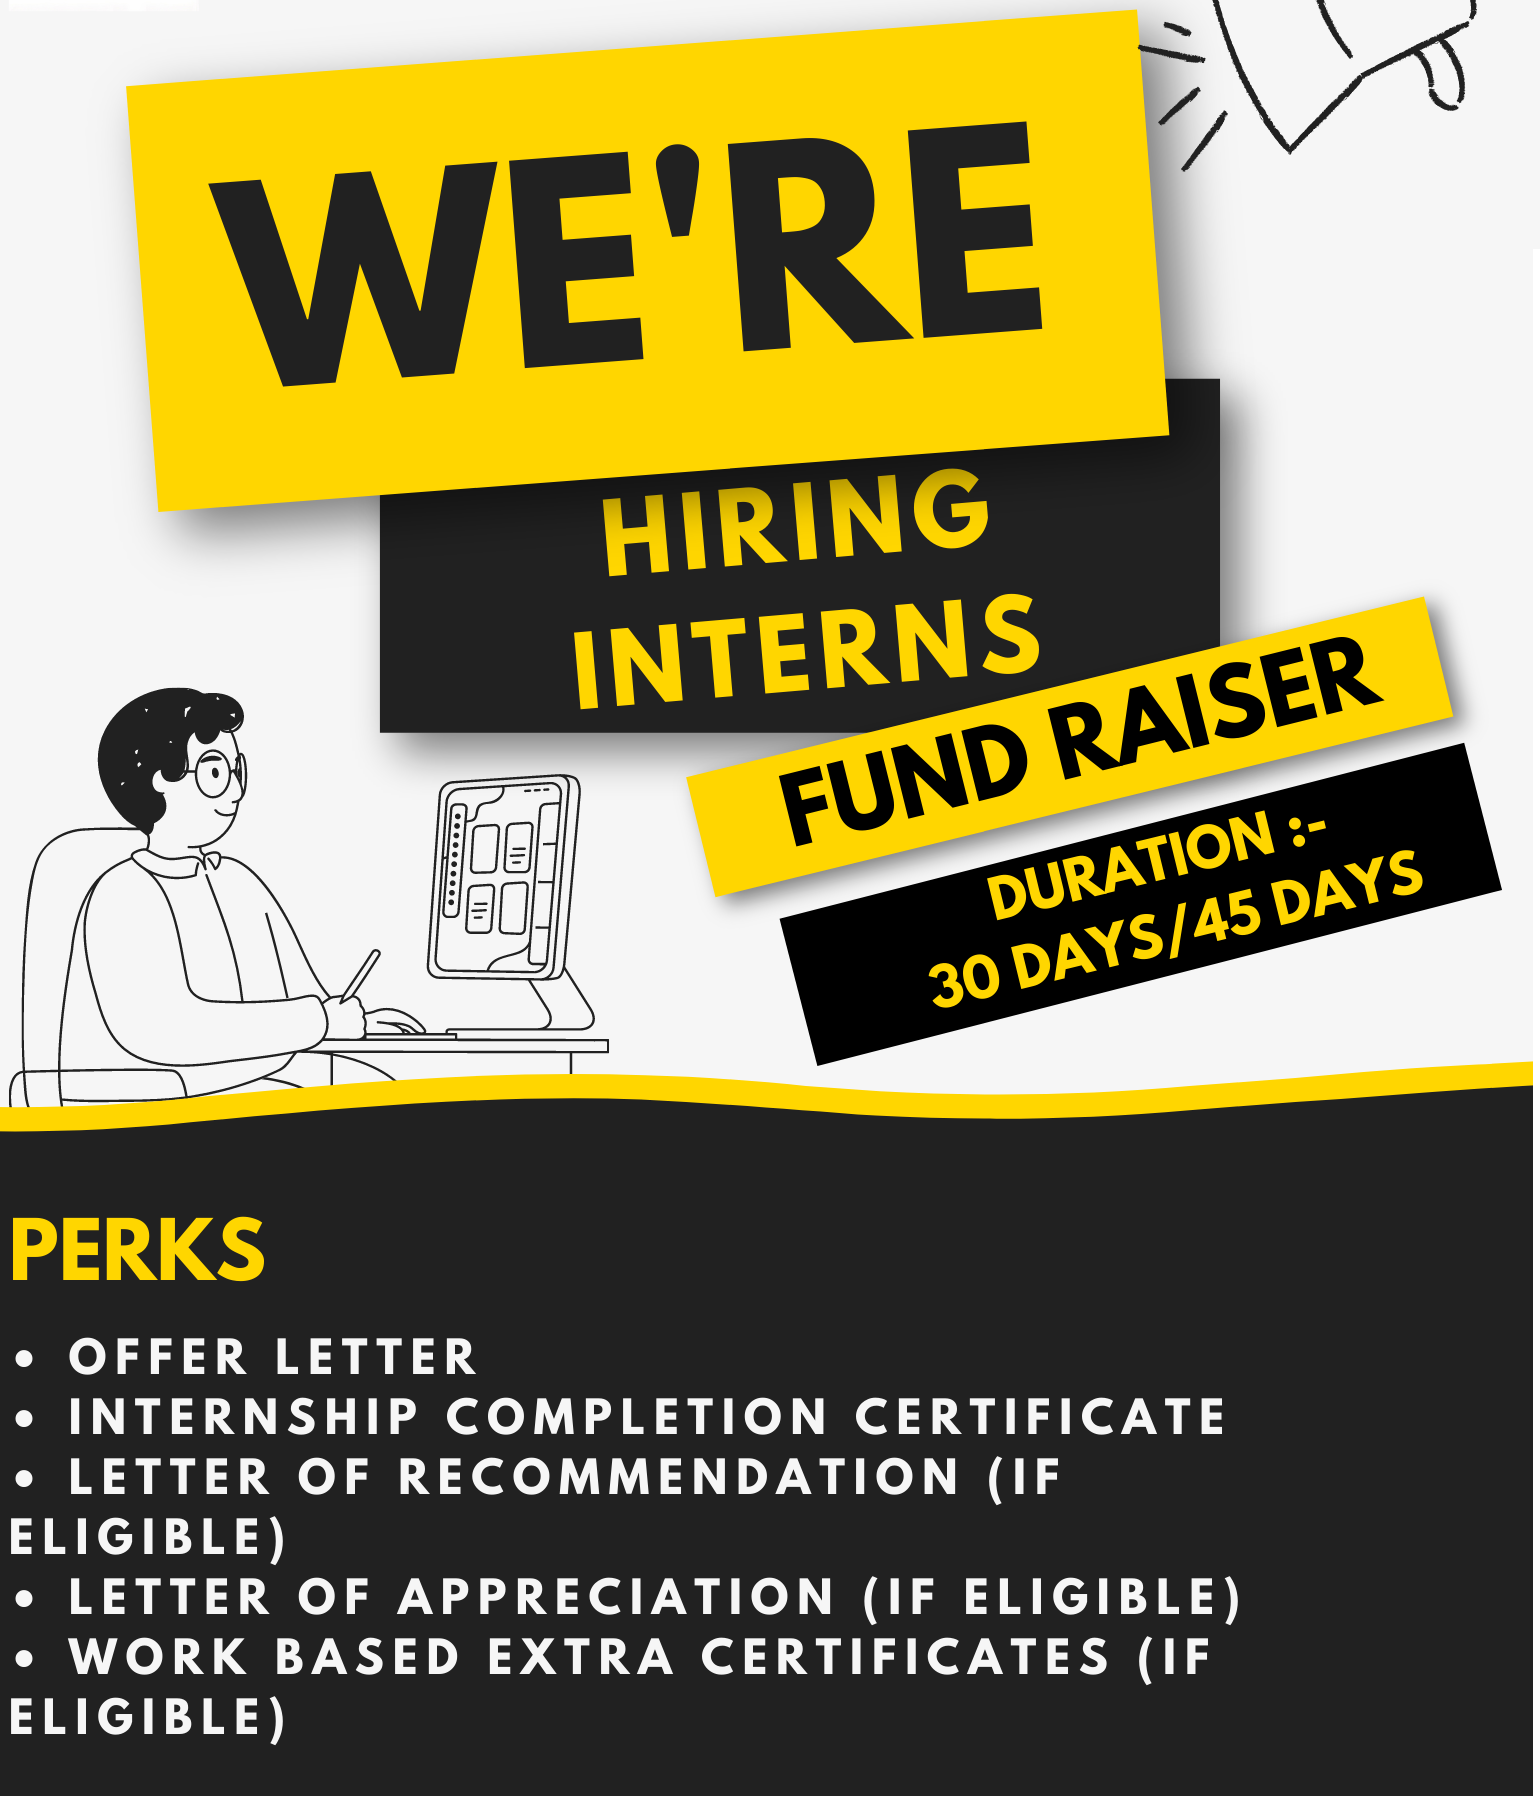 WE'RE
HIRING
INTERNS
FUND RAISER
DURATION :-
30 DAYS/45 DAYS
PERKS
• OFFER LETTER
• INTERNSHIP COMPLETION CERTIFICATE
• LETTER OF RECOMMENDATION (IF
ELIGIBLE)
• LETTER OF APPRECIATION (IF ELIGIBLE)
• WORK BASED EXTRA CERTIFICATES (IF
ELIGIBLE)